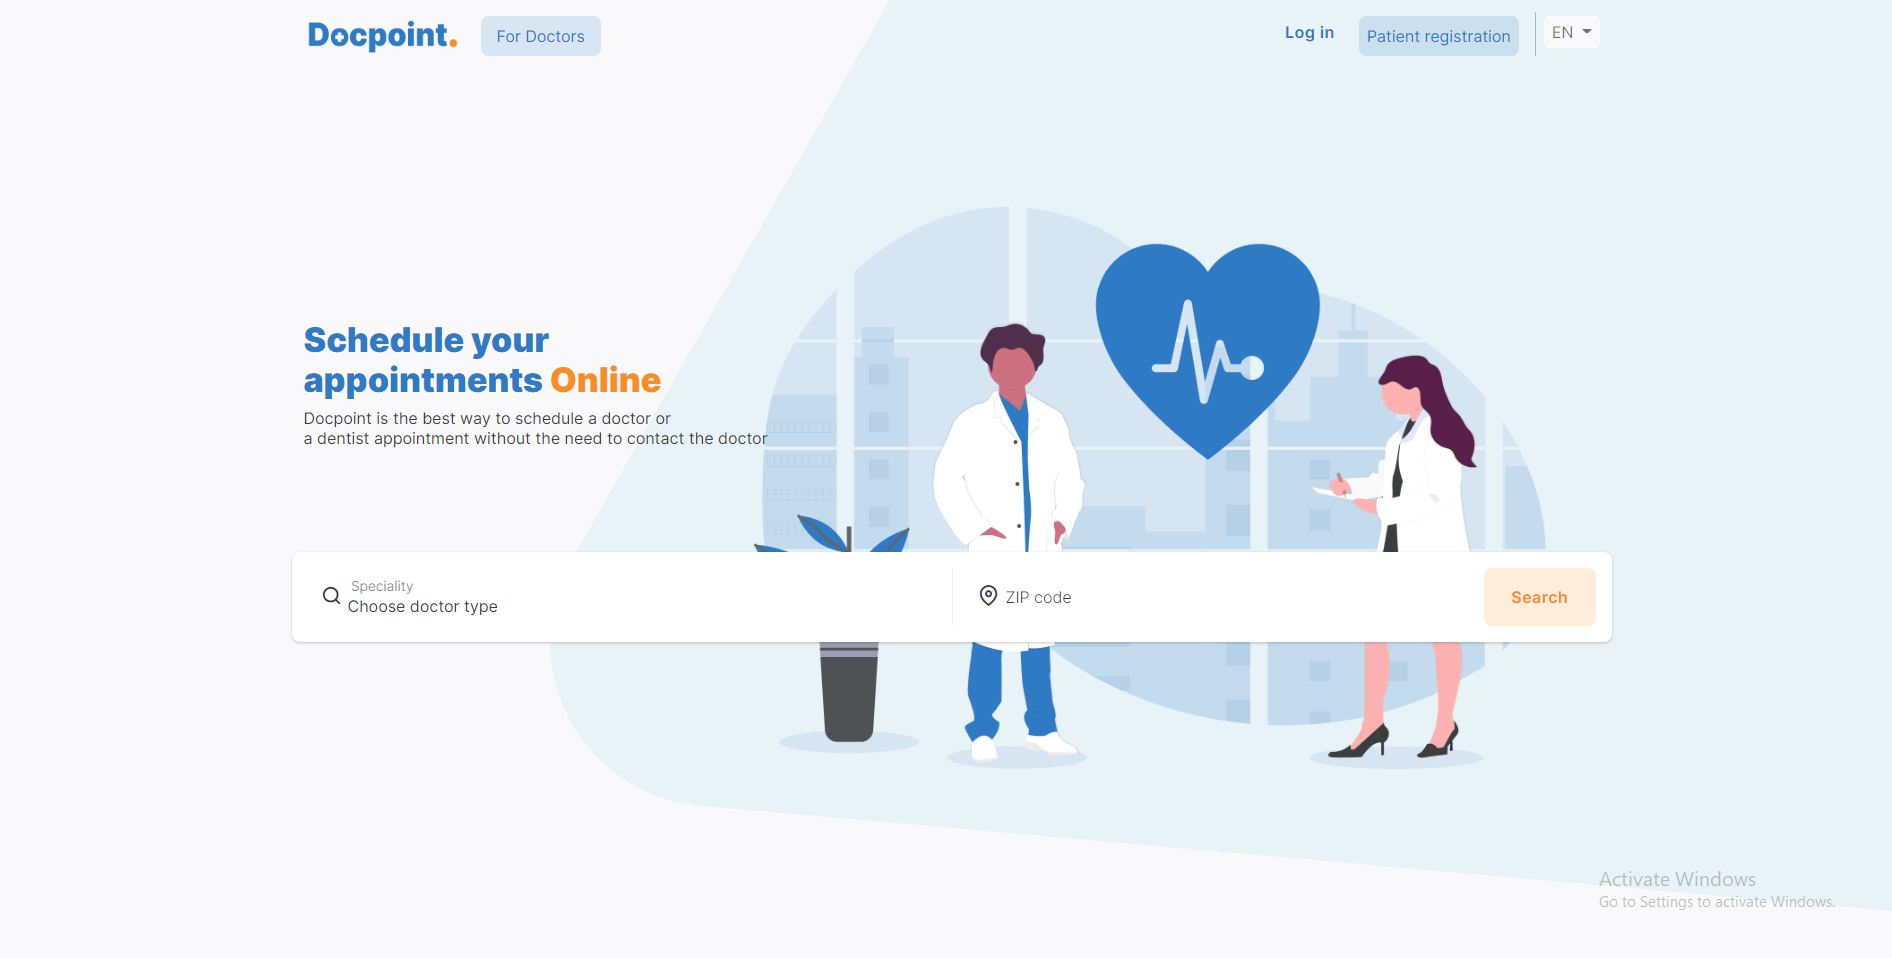 Docpoint.
For Doctors
Log in
Patient registration
EN
Schedule your
appointments Online
Docpoint is the best way to schedule a doctor or
a dentist appointment without the need to contact the doctor
Speciality
Choose doctor type
ZIP code
Search
Activate Windows
Go to Settings to activate Windows.